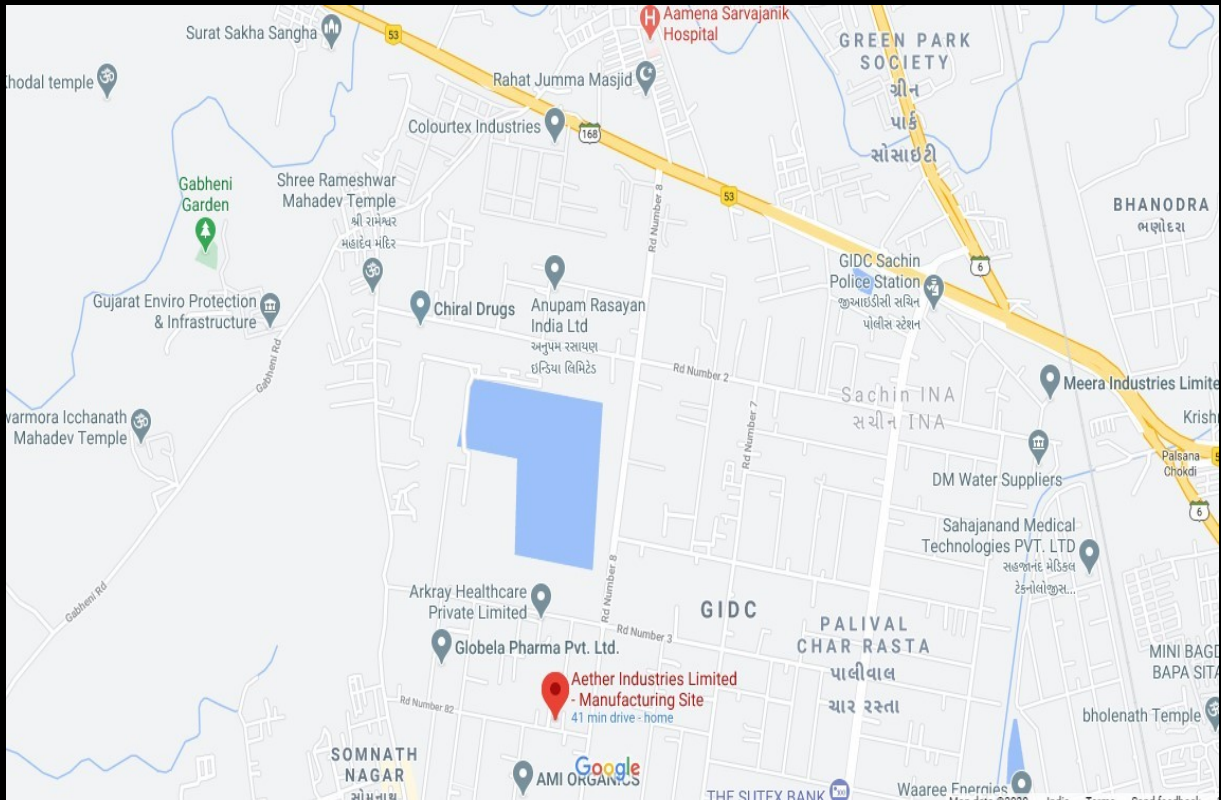 Aamena Sarvajanik
Hospital
Surat Sakha Sangha
53
GREEN PARK
SOCIETY
ગ્રીન
પાર્ક
સોસાઇટી
Khodal temple
Rahat Jumma Masjid
Colourtex Industries
168
Gabheni
Garden
Shree Rameshwar
Mahadev Temple
શ્રી રામેશ્વર
મહાદેવ મંદિર
Rd Number 8
53
BHANODRA
ભણોદરા
GIDC Sachin
Police Station
જીઆઇડીસી સચિન
પોલીસ સ્ટેશન
6
Gujarat Enviro Protection
& Infrastructure
Chiral Drugs
Anupam Rasayan
India Ltd
અનુપમ રસાયણ
ઇન્ડિયા લિમિટેડ
Gabheni Rd
Rd Number 2
Sachin INA
સચીન INA
Meera Industries Limite
Krish
varmora Icchanath
Mahadev Temple
Rd Number 7
Palsana
Chokdi
5
DM Water Suppliers
6
Sahajanand Medical
Technologies PVT. LTD
સહજાનંદ મેડિકલ
ટેકનોલોજીસ...
Gabheni Rd
Rd Number 8
Arkray Healthcare
Private Limited
GIDC
Rd Number 3
PALIVAL
CHAR RASTA
પાલીવાલ
ચાર રસ્તા
Globela Pharma Pvt. Ltd.
MINI BAGD
BAPA SITA
Aether Industries Limited
- Manufacturing Site
41 min drive - home
Rd Number 82
bholenath Temple
SOMNATH
NAGAR
સોમનાથ
Google
AMI ORGANICS
THE SUTEX BANK
Waaree Energies